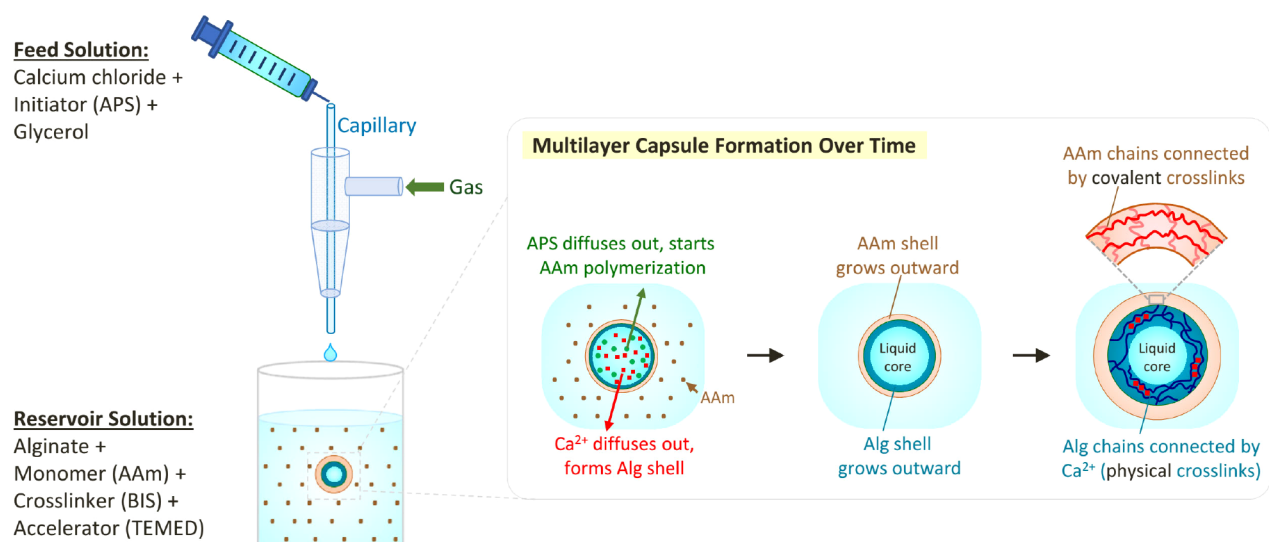 Feed Solution:
Calcium chloride +
Initiator (APS) +
Glycerol
Capillary
Gas
Reservoir Solution:
Alginate +
Monomer (AAm) +
Crosslinker (BIS) +
Accelerator (TEMED)
Multilayer Capsule Formation Over Time
APS diffuses out, starts
AAm polymerization
AAm
Ca²⁺ diffuses out,
forms Alg shell
AAm shell
grows outward
Liquid
core
Alg shell
grows outward
AAm chains connected
by covalent crosslinks
Liquid
core
Alg chains connected by
Ca²⁺ (physical crosslinks)